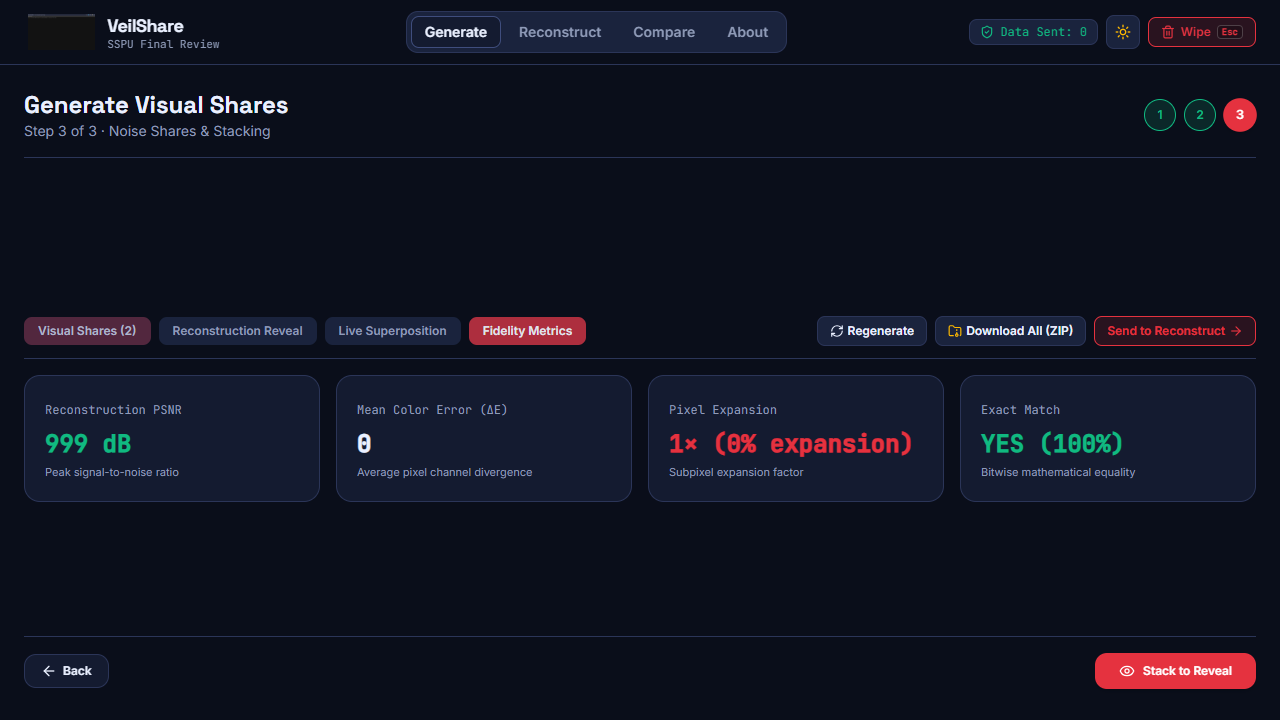 VeilShare
SSPU Final Review
Generate
Reconstruct
Compare
About
Data Sent: 0
Wipe
Esc
Generate Visual Shares
Step 3 of 3 · Noise Shares & Stacking
1
2
3
Visual Shares (2)
Reconstruction Reveal
Live Superposition
Fidelity Metrics
Regenerate
Download All (ZIP)
Send to Reconstruct →
Reconstruction PSNR
999 dB
Peak signal-to-noise ratio
Mean Color Error (ΔE)
0
Average pixel channel divergence
Pixel Expansion
1× (0% expansion)
Subpixel expansion factor
Exact Match
YES (100%)
Bitwise mathematical equality
← Back
Stack to Reveal